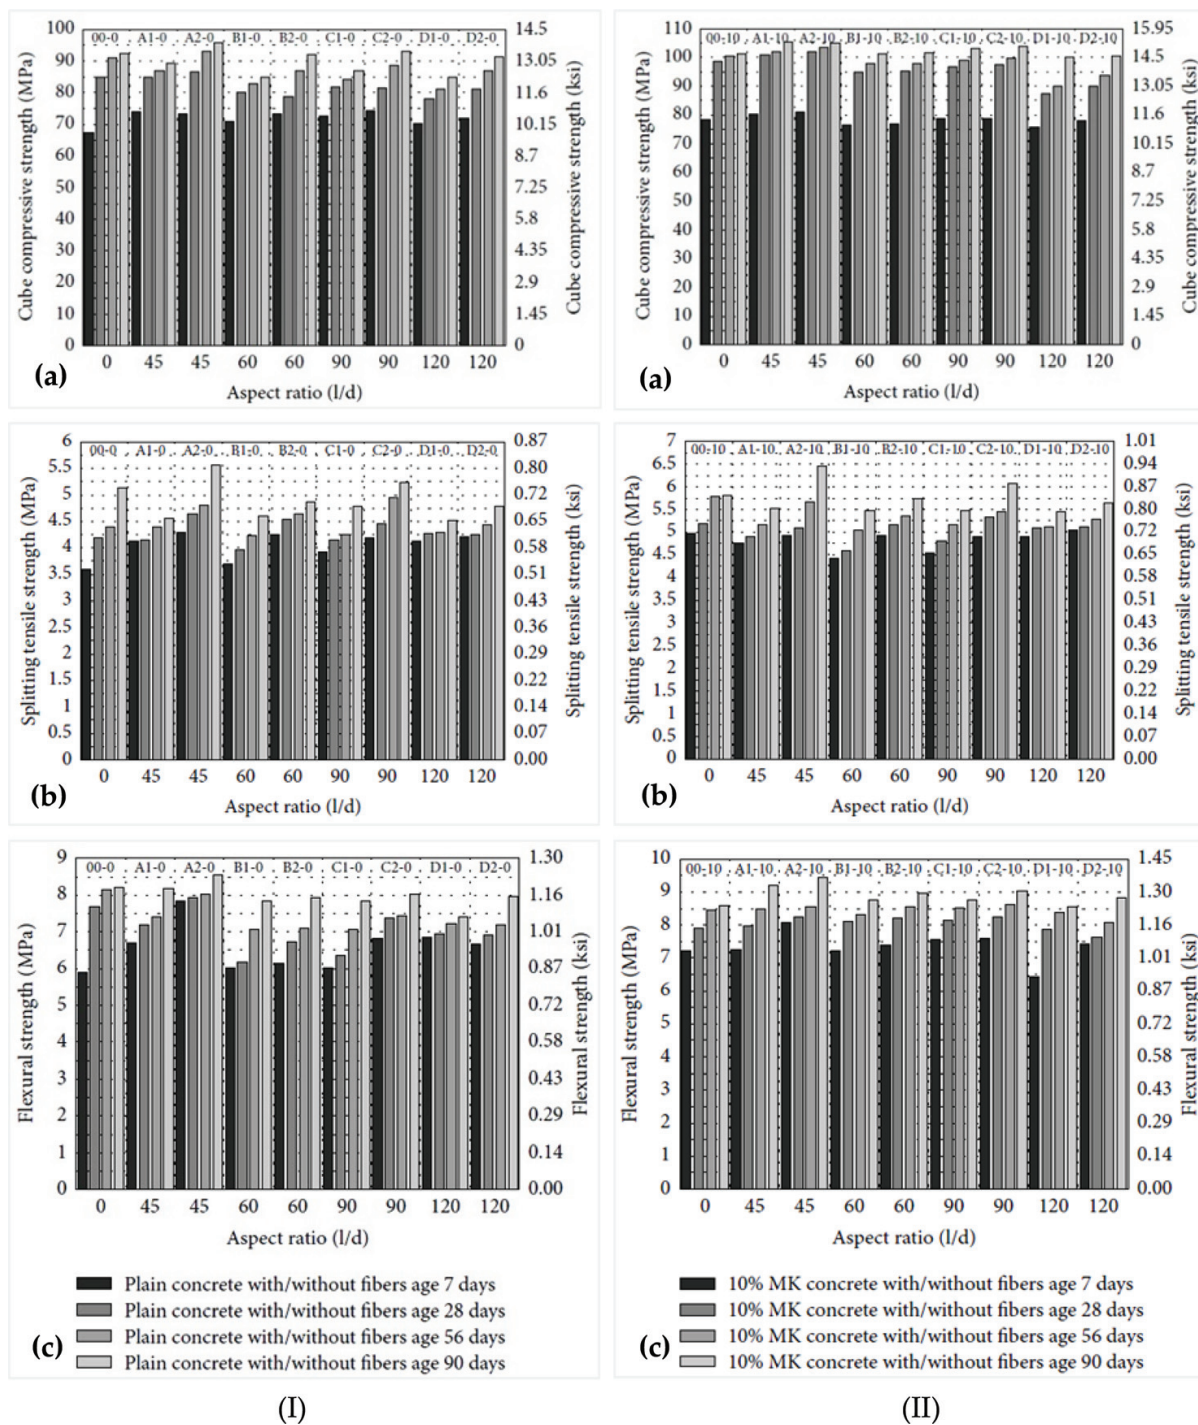 00-0 A1-0 A2-0 B1-0 B2-0 C1-0 C2-0 D1-0 D2-0
100 90 80 70 60 50 40 30 20 10 0
Cube compressive strength (MPa)
14.5 13.05 11.6 10.15 8.7 7.25 5.8 4.35 2.9 1.45 0
Cube compressive strength (ksi)
0 45 45 60 60 90 90 120 120
Aspect ratio (l/d)
(a)
00-10 A1-10 A2-10 B1-10 B2-10 C1-10 C2-10 D1-10 D2-10
110 100 90 80 70 60 50 40 30 20 10 0
Cube compressive strength (MPa)
15.95 14.5 13.05 11.6 10.15 8.7 7.25 5.8 4.35 2.9 1.45 0
Cube compressive strength (ksi)
0 45 45 60 60 90 90 120 120
Aspect ratio (l/d)
(a)
00-0 A1-0 A2-0 B1-0 B2-0 C1-0 C2-0 D1-0 D2-0
6 5.5 5 4.5 4 3.5 3 2.5 2 1.5 1 0.5 0
Splitting tensile strength (MPa)
0.87 0.80 0.72 0.65 0.58 0.51 0.43 0.36 0.29 0.22 0.14 0.07 0.00
Splitting tensile strength (ksi)
0 45 45 60 60 90 90 120 120
Aspect ratio (l/d)
(b)
00-10 A1-10 A2-10 B1-10 B2-10 C1-10 C2-10 D1-10 D2-10
7 6.5 6 5.5 5 4.5 4 3.5 3 2.5 2 1.5 1 0.5 0
Splitting tensile strength (MPa)
1.01 0.94 0.87 0.80 0.72 0.65 0.58 0.51 0.43 0.36 0.29 0.22 0.14 0.07 0.00
Splitting tensile strength (ksi)
0 45 45 60 60 90 90 120 120
Aspect ratio (l/d)
(b)
00-0 A1-0 A2-0 B1-0 B2-0 C1-0 C2-0 D1-0 D2-0
9 8 7 6 5 4 3 2 1 0
Flexural strength (MPa)
1.30 1.16 1.01 0.87 0.72 0.58 0.43 0.29 0.14 0.00
Flexural strength (ksi)
0 45 45 60 60 90 90 120 120
Aspect ratio (l/d)
Plain concrete with/without fibers age 7 days
Plain concrete with/without fibers age 28 days
Plain concrete with/without fibers age 56 days
Plain concrete with/without fibers age 90 days
(c)
(I)
00-10 A1-10 A2-10 B1-10 B2-10 C1-10 C2-10 D1-10 D2-10
10 9 8 7 6 5 4 3 2 1 0
Flexural strength (MPa)
1.45 1.30 1.16 1.01 0.87 0.72 0.58 0.43 0.29 0.14 0.00
Flexural strength (ksi)
0 45 45 60 60 90 90 120 120
Aspect ratio (l/d)
10% MK concrete with/without fibers age 7 days
10% MK concrete with/without fibers age 28 days
10% MK concrete with/without fibers age 56 days
10% MK concrete with/without fibers age 90 days
(c)
(II)